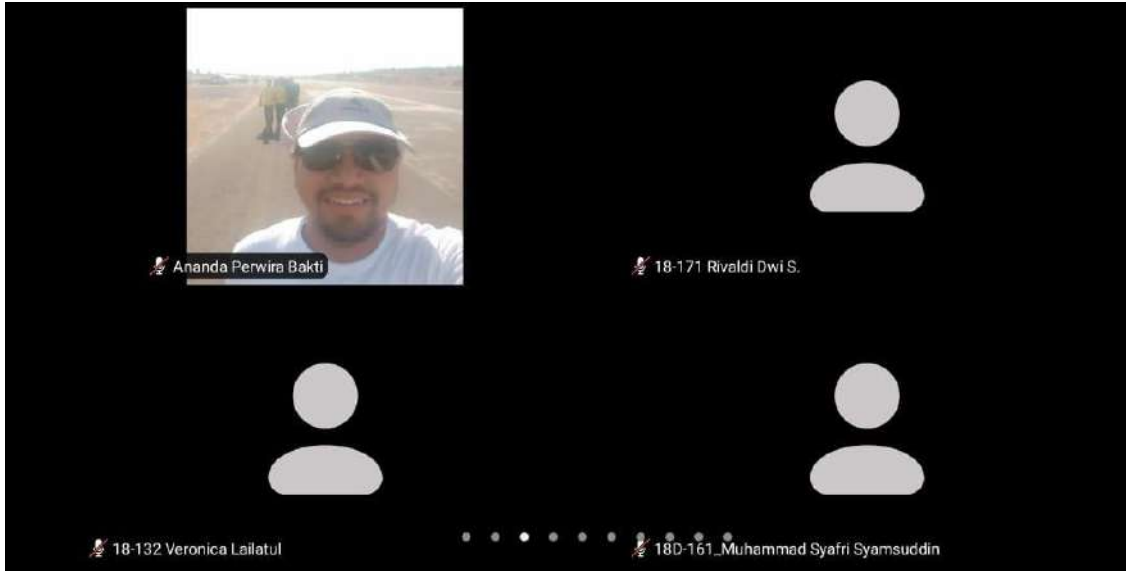 Ananda Perwira Bakti
18-171 Rivaldi Dwi S.
18-132 Veronica Lailatul
18D-161_Muhammad Syafri Syamsuddin